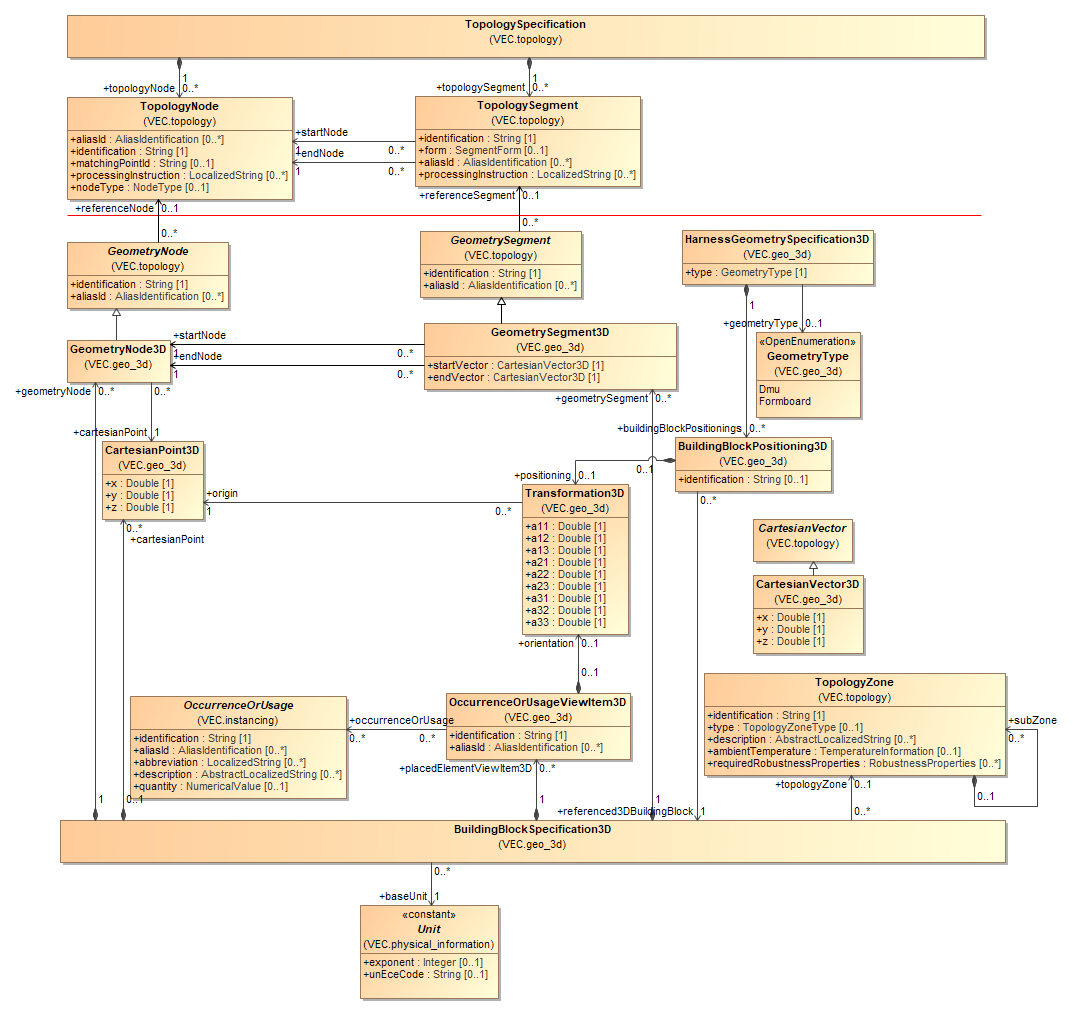 TopologySpecification
(VEC.topology)
1
1
+topologyNode
0..*
+topologySegment
0..*
TopologyNode
(VEC.topology)
+aliasId : AliasIdentification [0..*]
+identification : String [1]
+matchingPointId : String [0..1]
+processingInstruction : LocalizedString [0..*]
+nodeType : NodeType [0..1]
+startNode
1
0..*
+endNode
1
0..*
TopologySegment
(VEC.topology)
+identification : String [1]
+form : SegmentForm [0..1]
+aliasId : AliasIdentification [0..*]
+processingInstruction : LocalizedString [0..*]
+referenceNode
0..1
0..*
+referenceSegment
0..1
0..*
GeometryNode
(VEC.topology)
+identification : String [1]
+aliasId : AliasIdentification [0..*]
GeometrySegment
(VEC.topology)
+identification : String [1]
+aliasId : AliasIdentification [0..*]
HarnessGeometrySpecification3D
(VEC.geo_3d)
+type : GeometryType [1]
1
+geometryType
0..1
GeometryNode3D
(VEC.geo_3d)
+startNode
1
0..*
+endNode
1
0..*
GeometrySegment3D
(VEC.geo_3d)
+startVector : CartesianVector3D [1]
+endVector : CartesianVector3D [1]
«OpenEnumeration»
GeometryType
(VEC.geo_3d)
Dmu
Formboard
+geometryNode
0..*
0..*
+geometrySegment
0..*
+cartesianPoint
1
+buildingBlockPositionings
0..*
CartesianPoint3D
(VEC.geo_3d)
+x : Double [1]
+y : Double [1]
+z : Double [1]
BuildingBlockPositioning3D
(VEC.geo_3d)
+identification : String [0..1]
0..1
+positioning
0..1
0..*
+origin
1
0..*
Transformation3D
(VEC.geo_3d)
+a11 : Double [1]
+a12 : Double [1]
+a13 : Double [1]
+a21 : Double [1]
+a22 : Double [1]
+a23 : Double [1]
+a31 : Double [1]
+a32 : Double [1]
+a33 : Double [1]
0..*
+cartesianPoint
CartesianVector
(VEC.topology)
CartesianVector3D
(VEC.geo_3d)
+x : Double [1]
+y : Double [1]
+z : Double [1]
+orientation
0..1
0..1
OccurrenceOrUsage
(VEC.instancing)
+identification : String [1]
+aliasId : AliasIdentification [0..*]
+abbreviation : LocalizedString [0..*]
+description : AbstractLocalizedString [0..*]
+quantity : NumericalValue [0..1]
+occurrenceOrUsage
0..*
0..*
OccurrenceOrUsageViewItem3D
(VEC.geo_3d)
+identification : String [1]
+aliasId : AliasIdentification [0..*]
TopologyZone
(VEC.topology)
+identification : String [1]
+type : TopologyZoneType [0..1]
+description : AbstractLocalizedString [0..*]
+ambientTemperature : TemperatureInformation [0..1]
+requiredRobustnessProperties : RobustnessProperties [0..*]
+subZone
0..*
0..1
+placedElementViewItem3D
0..*
+topologyZone
0..1
1
0..1
1
1
+referenced3DBuildingBlock
1
0..*
BuildingBlockSpecification3D
(VEC.geo_3d)
0..*
+baseUnit
1
«constant»
Unit
(VEC.physical_information)
+exponent : Integer [0..1]
+unEceCode : String [0..1]